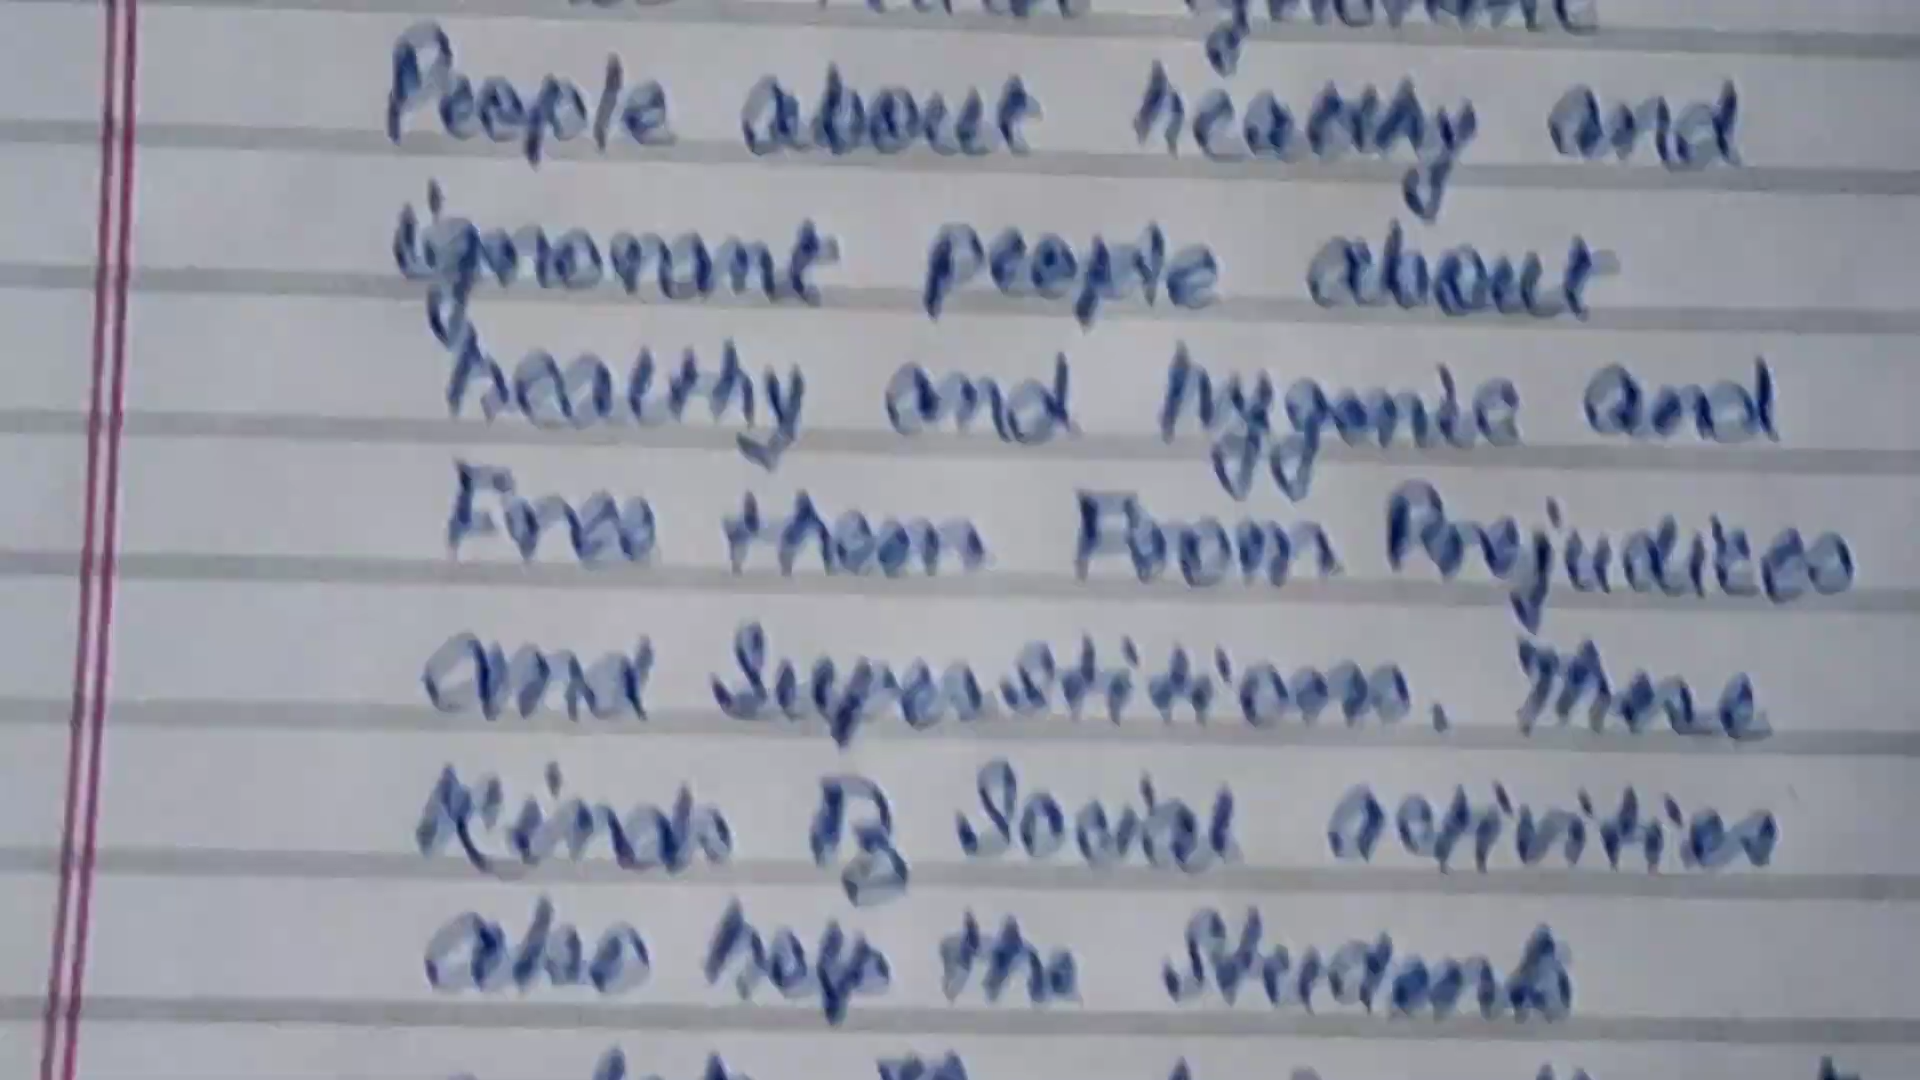 ignorant
People about healthy and
ignorant people about
healthy and hygenic and
Free them From Prejudices
and Superstitions. These
Kinds of Social activities
also help the Students